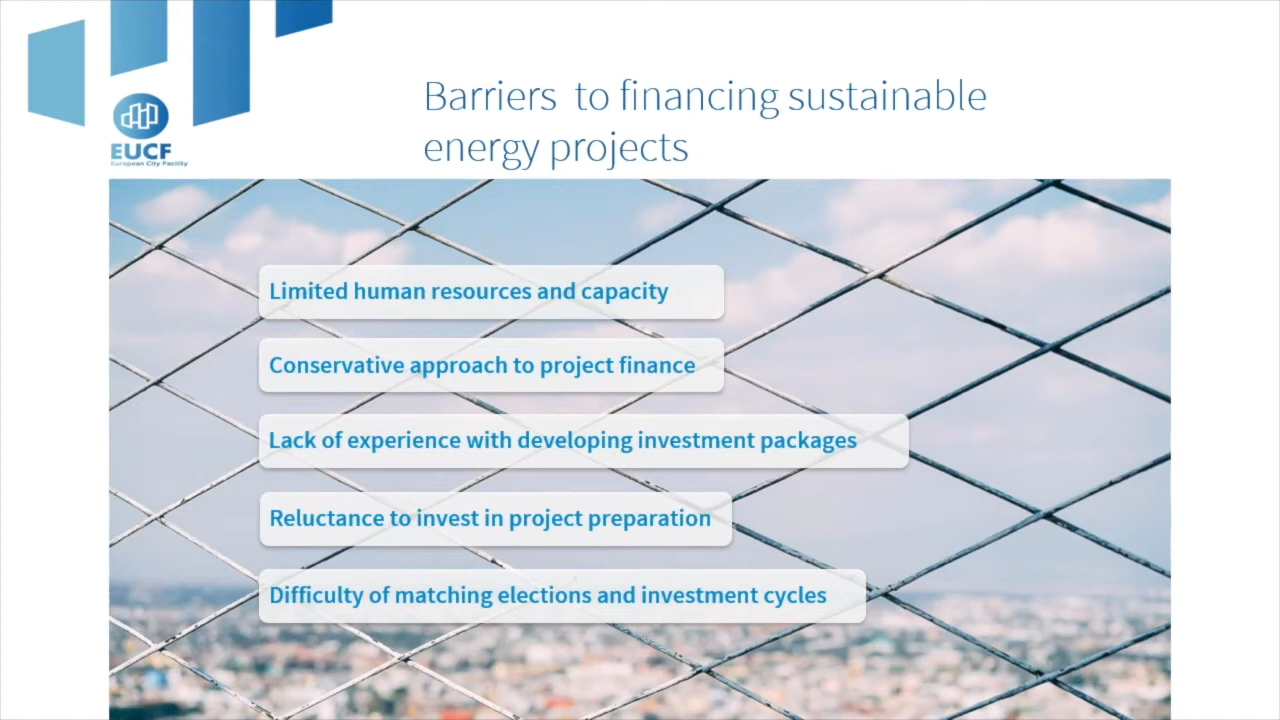 Barriers to financing sustainable
energy projects
EUCF
European City Facility
Limited human resources and capacity
Conservative approach to project finance
Lack of experience with developing investment packages
Reluctance to invest in project preparation
Difficulty of matching elections and investment cycles